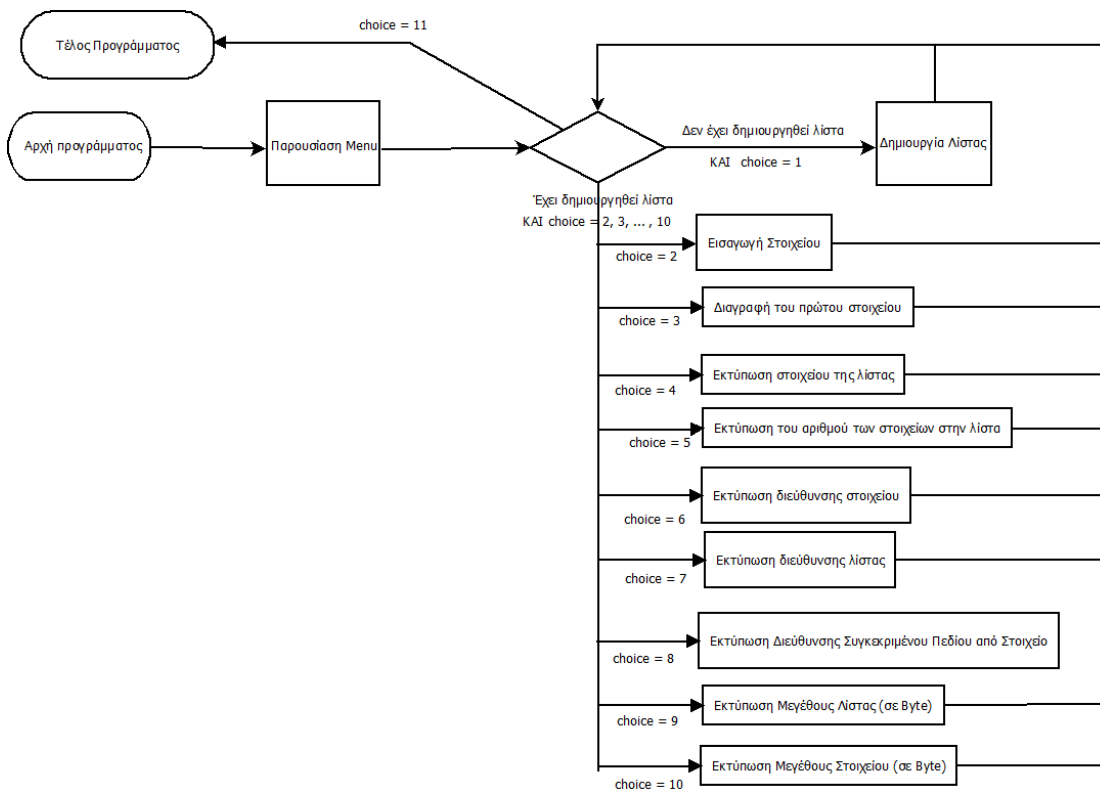 choice = 11
Τέλος Προγράμματος
Αρχή προγράμματος
Παρουσίαση Menu
Δεν έχει δημιουργηθεί λίστα
ΚΑΙ choice = 1
Δημιουργία Λίστας
Έχει δημιουργηθεί λίστα
ΚΑΙ choice = 2, 3, ... , 10
choice = 2
Εισαγωγή Στοιχείου
choice = 3
Διαγραφή του πρώτου στοιχείου
choice = 4
Εκτύπωση στοιχείου της λίστας
choice = 5
Εκτύπωση του αριθμού των στοιχείων στην λίστα
choice = 6
Εκτύπωση διεύθυνσης στοιχείου
choice = 7
Εκτύπωση διεύθυνσης λίστας
choice = 8
Εκτύπωση Διεύθυνσης Συγκεκριμένου Πεδίου από Στοιχείο
choice = 9
Εκτύπωση Μεγέθους Λίστας (σε Byte)
choice = 10
Εκτύπωση Μεγέθους Στοιχείου (σε Byte)